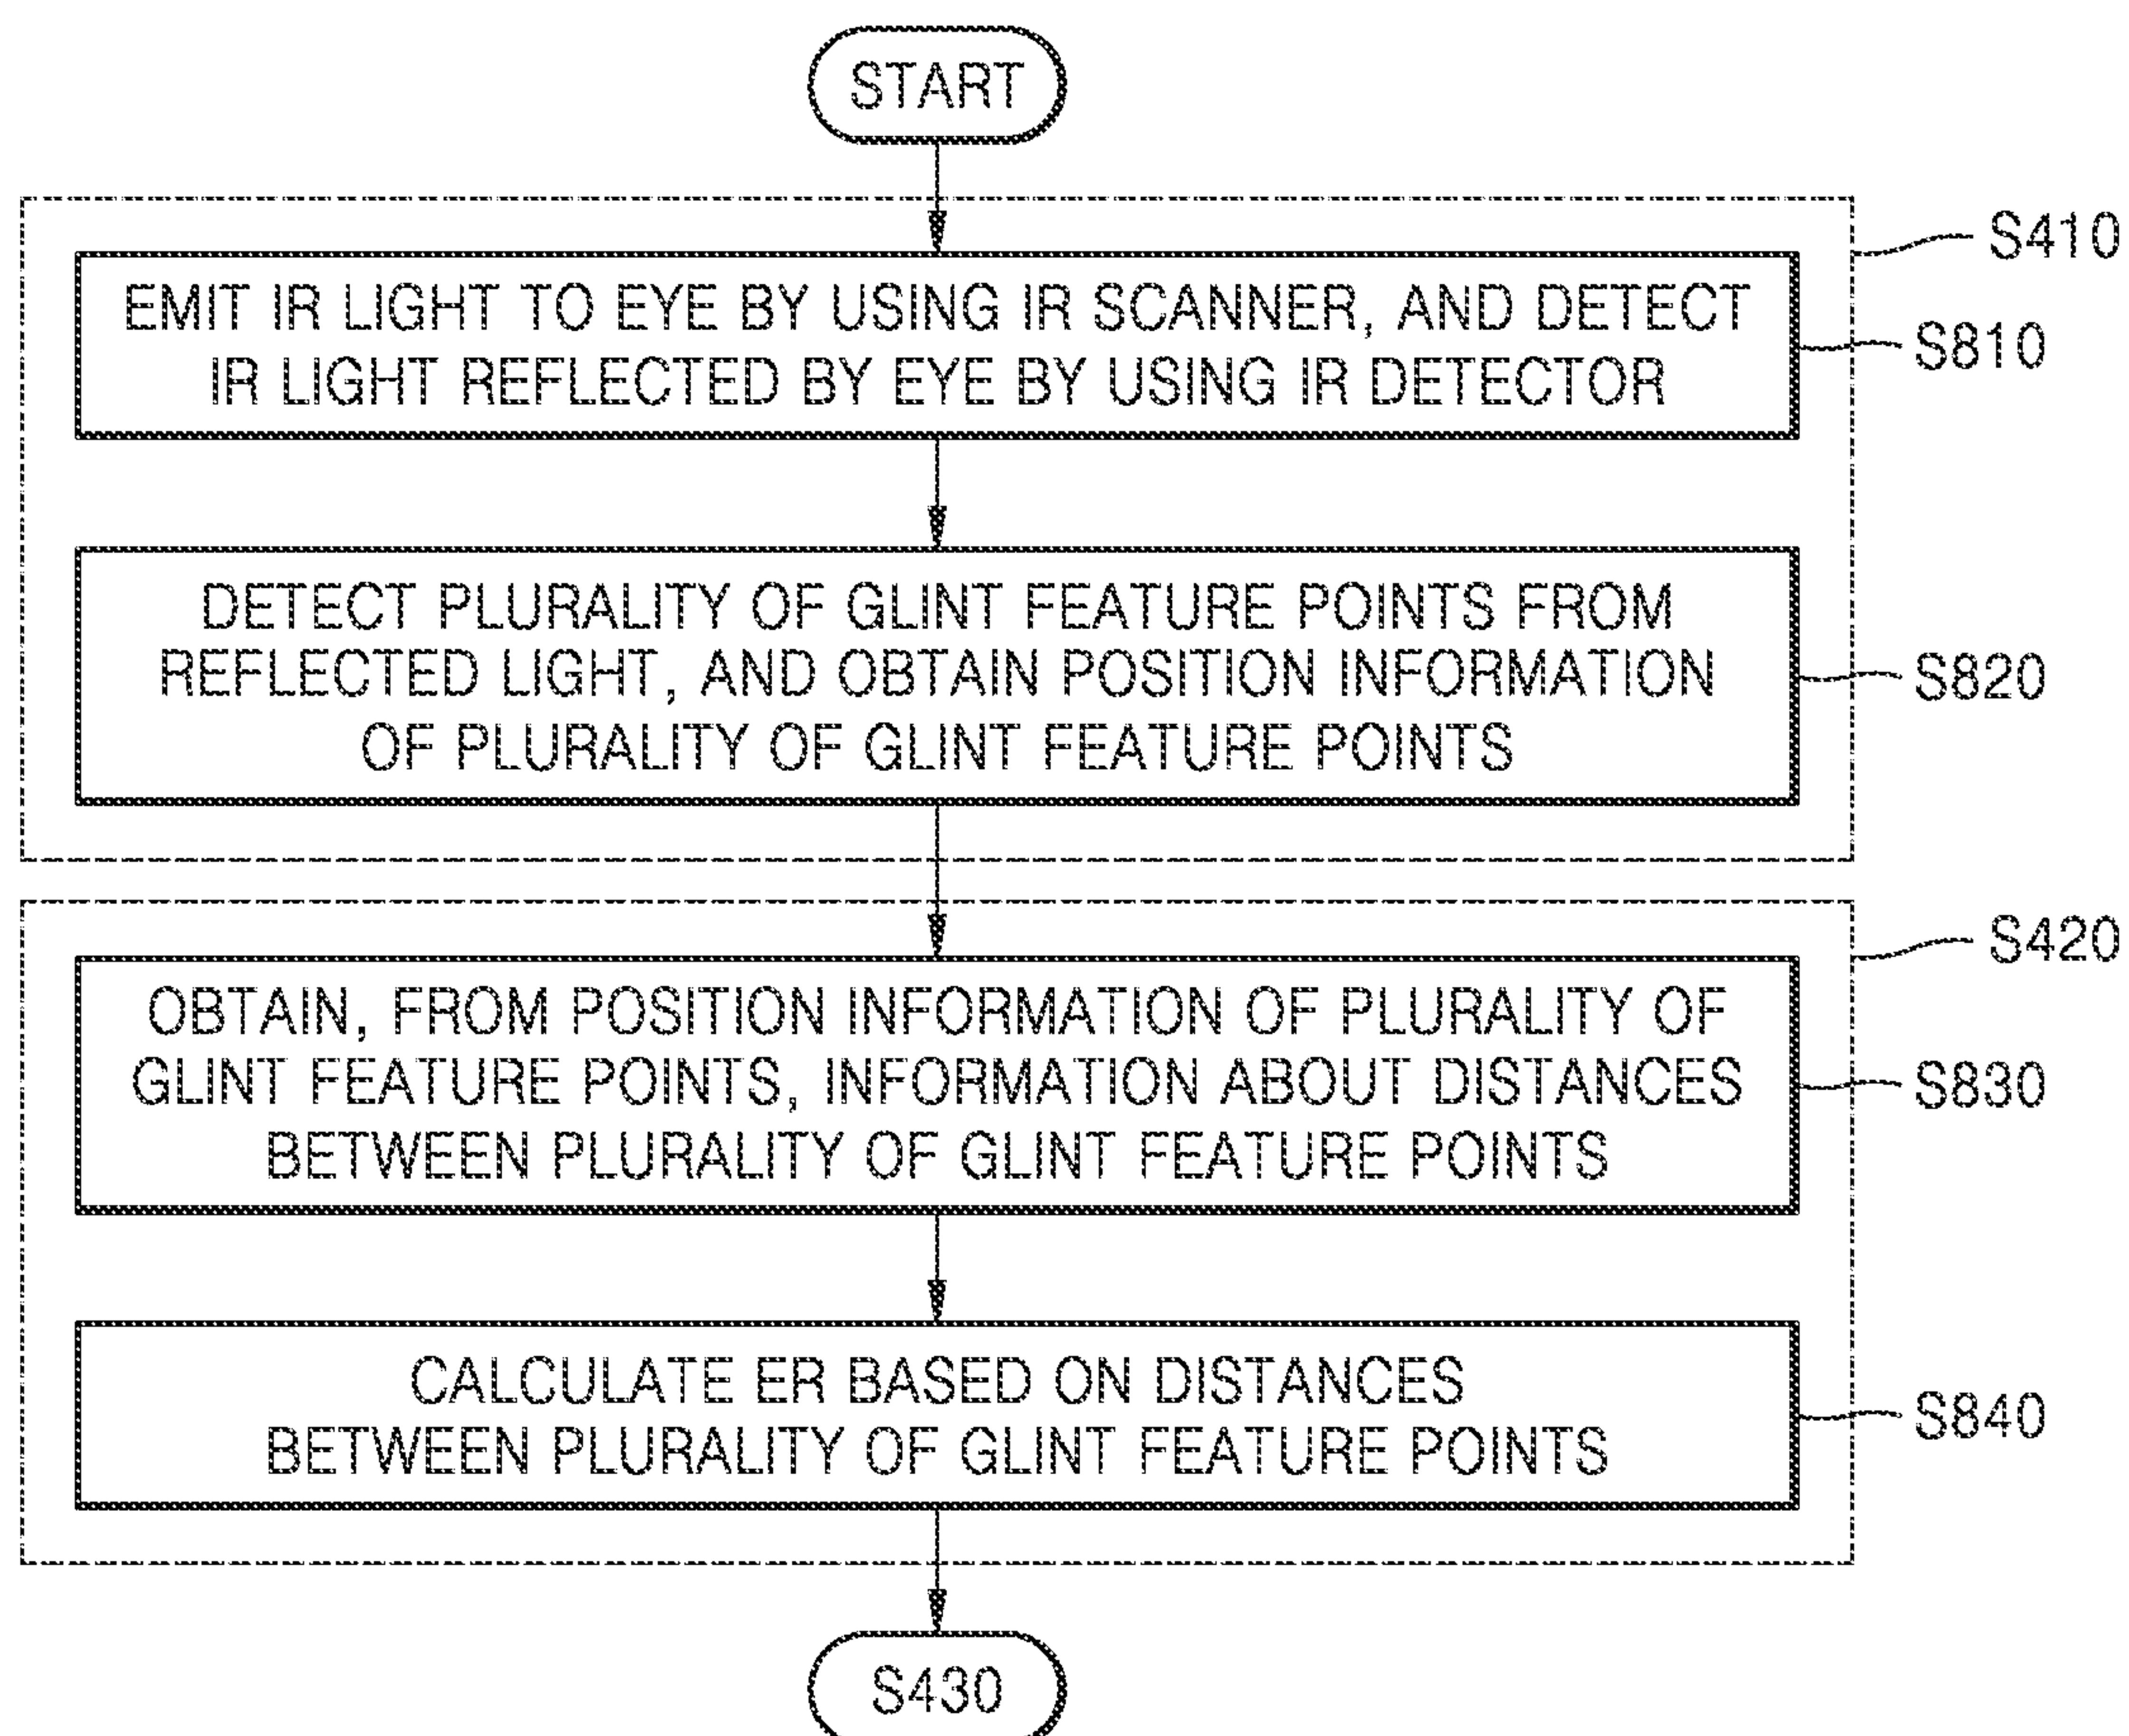 START
S410
EMIT IR LIGHT TO EYE BY USING IR SCANNER, AND DETECT
IR LIGHT REFLECTED BY EYE BY USING IR DETECTOR
S810
DETECT PLURALITY OF GLINT FEATURE POINTS FROM
REFLECTED LIGHT, AND OBTAIN POSITION INFORMATION
OF PLURALITY OF GLINT FEATURE POINTS
S820
S420
OBTAIN, FROM POSITION INFORMATION OF PLURALITY OF
GLINT FEATURE POINTS, INFORMATION ABOUT DISTANCES
BETWEEN PLURALITY OF GLINT FEATURE POINTS
S830
CALCULATE ER BASED ON DISTANCES
BETWEEN PLURALITY OF GLINT FEATURE POINTS
S840
S430